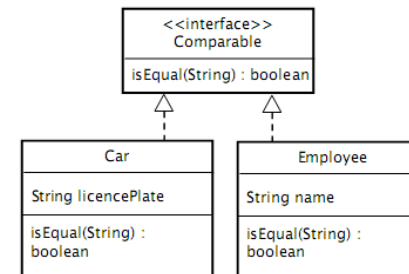 <<interface>>
Comparable
isEqual(String) : boolean
Car
String licencePlate
isEqual(String) :
boolean
Employee
String name
isEqual(String) :
boolean